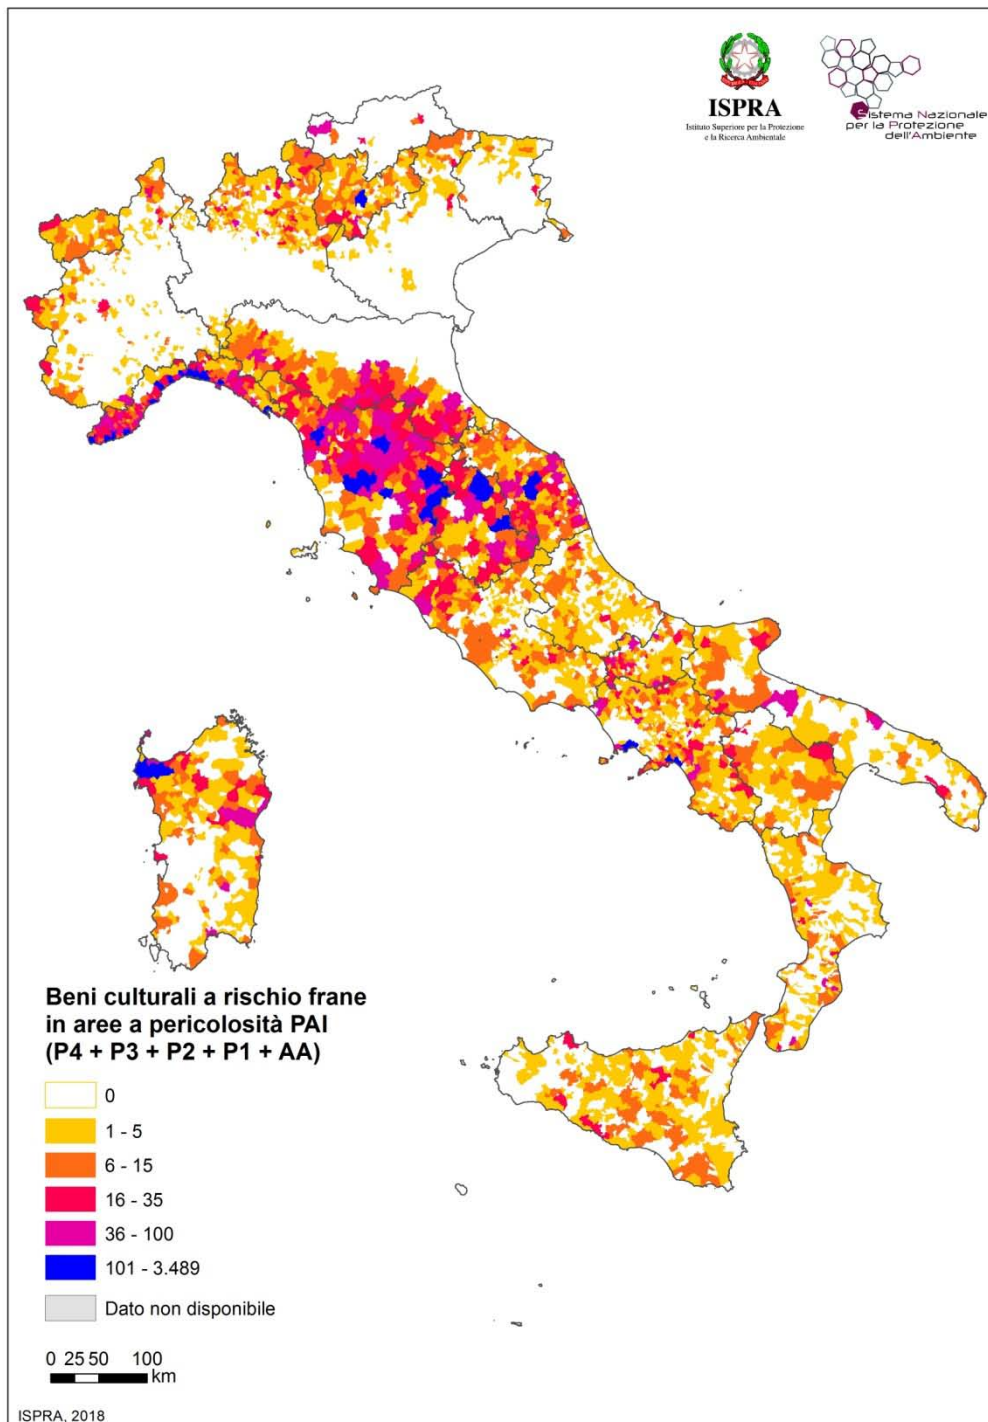 ISPRA
Istituto Superiore per la Protezione
e la Ricerca Ambientale
Sistema Nazionale
per la Protezione
dell'Ambiente
Beni culturali a rischio frane
in aree a pericolosità PAI
(P4 + P3 + P2 + P1 + AA)
0
1 - 5
6 - 15
16 - 35
36 - 100
101 - 3.489
Dato non disponibile
0 25 50 100
km
ISPRA, 2018